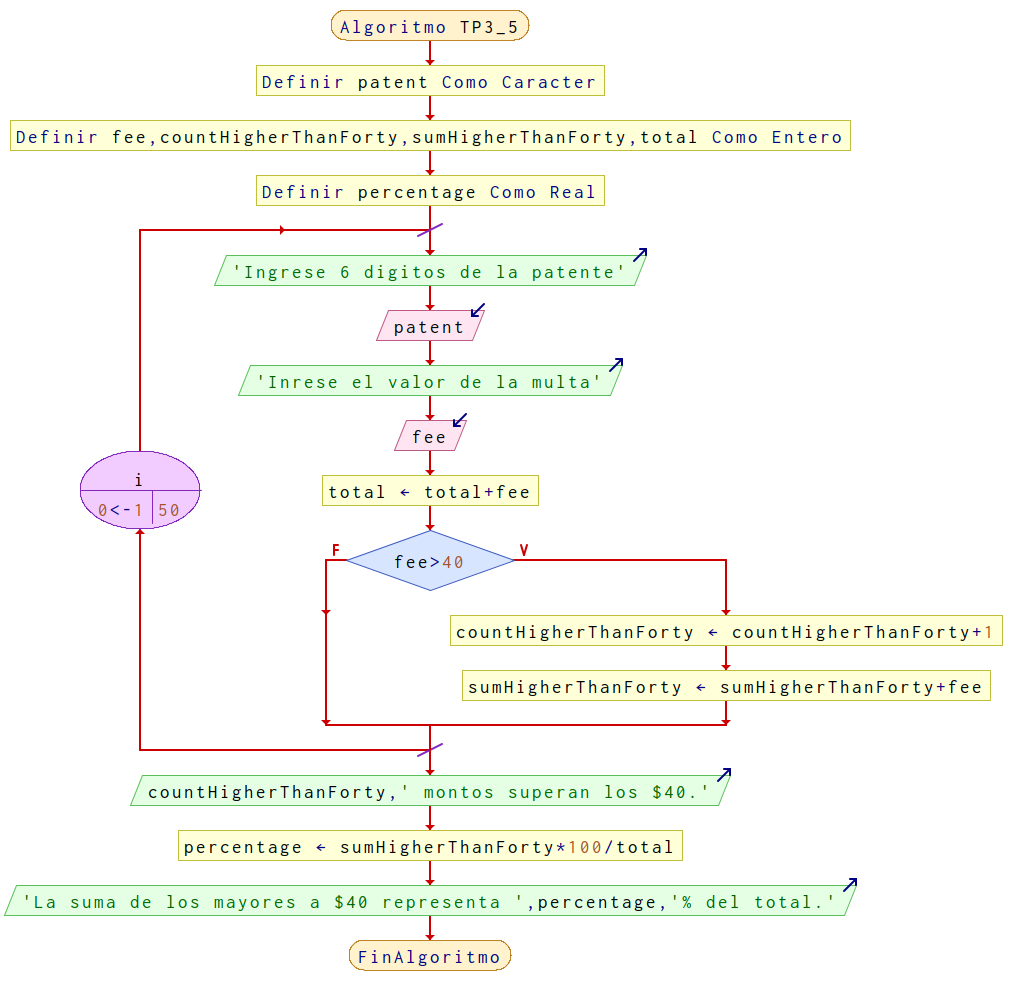 Algoritmo TP3_5
Definir patent Como Caracter
Definir fee,countHigherThanForty,sumHigherThanForty,total Como Entero
Definir percentage Como Real
'Ingrese 6 digitos de la patente'
patent
'Inrese el valor de la multa'
fee
i
0<-1 50
total ← total+fee
F
V
fee>40
countHigherThanForty ← countHigherThanForty+1
sumHigherThanForty ← sumHigherThanForty+fee
countHigherThanForty,' montos superan los $40.'
percentage ← sumHigherThanForty*100/total
'La suma de los mayores a $40 representa ',percentage,'% del total.'
FinAlgoritmo